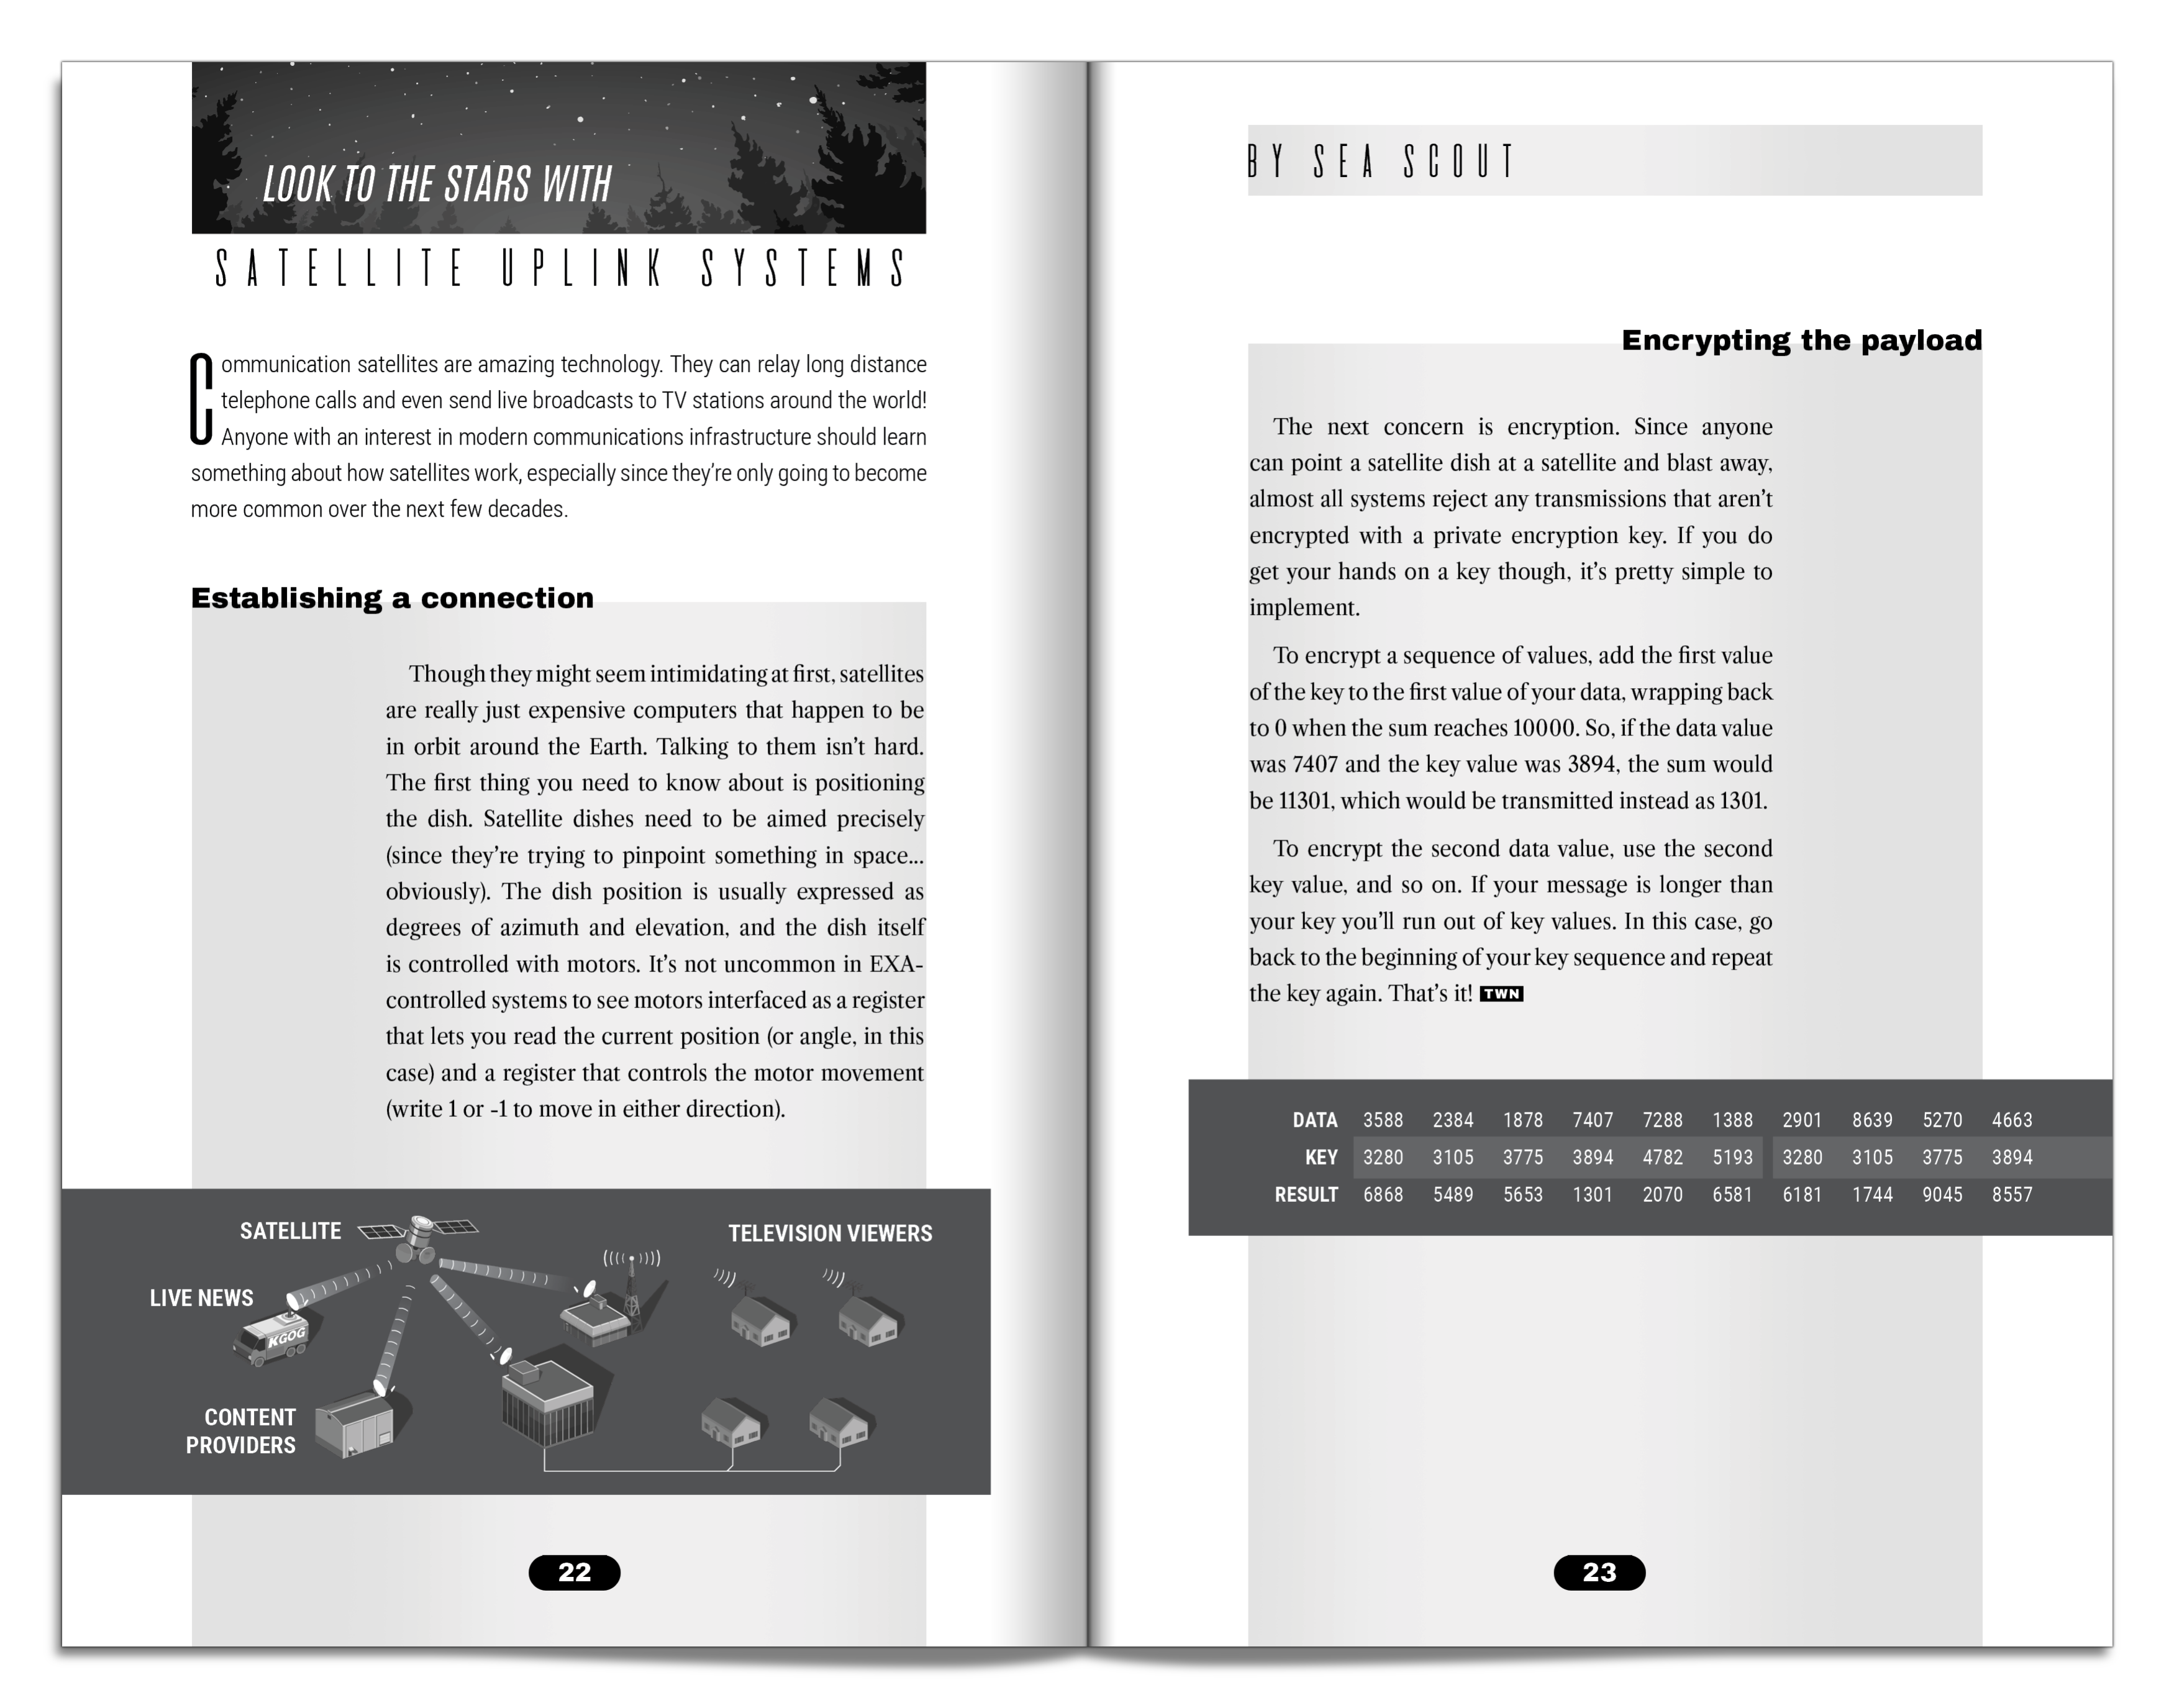 LOOK TO THE STARS WITH
SATELLITE UPLINK SYSTEMS
Communication satellites are amazing technology. They can relay long distance
telephone calls and even send live broadcasts to TV stations around the world!
Anyone with an interest in modern communications infrastructure should learn
something about how satellites work, especially since they’re only going to become
more common over the next few decades.
Establishing a connection
Though they might seem intimidating at first, satellites
are really just expensive computers that happen to be
in orbit around the Earth. Talking to them isn’t hard.
The first thing you need to know about is positioning
the dish. Satellite dishes need to be aimed precisely
(since they’re trying to pinpoint something in space...
obviously). The dish position is usually expressed as
degrees of azimuth and elevation, and the dish itself
is controlled with motors. It’s not uncommon in EXA-
controlled systems to see motors interfaced as a register
that lets you read the current position (or angle, in this
case) and a register that controls the motor movement
(write 1 or -1 to move in either direction).
SATELLITE
TELEVISION VIEWERS
LIVE NEWS
KGOG
CONTENT
PROVIDERS
22
BY SEA SCOUT
Encrypting the payload
The next concern is encryption. Since anyone
can point a satellite dish at a satellite and blast away,
almost all systems reject any transmissions that aren’t
encrypted with a private encryption key. If you do
get your hands on a key though, it’s pretty simple to
implement.
To encrypt a sequence of values, add the first value
of the key to the first value of your data, wrapping back
to 0 when the sum reaches 10000. So, if the data value
was 7407 and the key value was 3894, the sum would
be 11301, which would be transmitted instead as 1301.
To encrypt the second data value, use the second
key value, and so on. If your message is longer than
your key you’ll run out of key values. In this case, go
back to the beginning of your key sequence and repeat
the key again. That’s it! TWN
DATA 3588 2384 1878 7407 7288 1388 2901 8639 5270 4663
KEY 3280 3105 3775 3894 4782 5193 3280 3105 3775 3894
RESULT 6868 5489 5653 1301 2070 6581 6181 1744 9045 8557
23